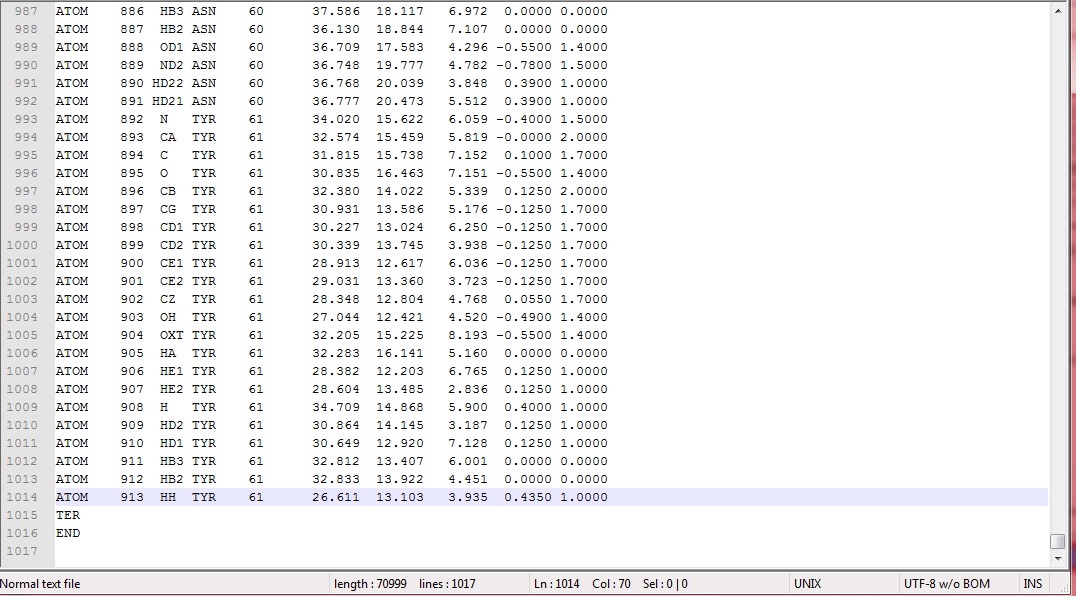 987 ATOM    886  HB3 ASN    60      37.586  18.117   6.972  0.0000 0.0000
988 ATOM    887  HB2 ASN    60      36.130  18.844   7.107  0.0000 0.0000
989 ATOM    888  OD1 ASN    60      36.709  17.583   4.296 -0.5500 1.4000
990 ATOM    889  ND2 ASN    60      36.748  19.777   4.782 -0.7800 1.5000
991 ATOM    890 HD22 ASN    60      36.768  20.039   3.848  0.3900 1.0000
992 ATOM    891 HD21 ASN    60      36.777  20.473   5.512  0.3900 1.0000
993 ATOM    892  N   TYR    61      34.020  15.622   6.059 -0.4000 1.5000
994 ATOM    893  CA  TYR    61      32.574  15.459   5.819 -0.0000 2.0000
995 ATOM    894  C   TYR    61      31.815  15.738   7.152  0.1000 1.7000
996 ATOM    895  O   TYR    61      30.835  16.463   7.151 -0.5500 1.4000
997 ATOM    896  CB  TYR    61      32.380  14.022   5.339  0.1250 2.0000
998 ATOM    897  CG  TYR    61      30.931  13.586   5.176 -0.1250 1.7000
999 ATOM    898  CD1 TYR    61      30.227  13.024   6.250 -0.1250 1.7000
1000 ATOM    899  CD2 TYR    61      30.339  13.745   3.938 -0.1250 1.7000
1001 ATOM    900  CE1 TYR    61      28.913  12.617   6.036 -0.1250 1.7000
1002 ATOM    901  CE2 TYR    61      29.031  13.360   3.723 -0.1250 1.7000
1003 ATOM    902  CZ  TYR    61      28.348  12.804   4.768  0.0550 1.7000
1004 ATOM    903  OH  TYR    61      27.044  12.421   4.520 -0.4900 1.4000
1005 ATOM    904  OXT TYR    61      32.205  15.225   8.193 -0.5500 1.4000
1006 ATOM    905  HA  TYR    61      32.283  16.141   5.160  0.0000 0.0000
1007 ATOM    906  HE1 TYR    61      28.382  12.203   6.765  0.1250 1.0000
1008 ATOM    907  HE2 TYR    61      28.604  13.485   2.836  0.1250 1.0000
1009 ATOM    908  H   TYR    61      34.709  14.868   5.900  0.4000 1.0000
1010 ATOM    909  HD2 TYR    61      30.864  14.145   3.187  0.1250 1.0000
1011 ATOM    910  HD1 TYR    61      30.649  12.920   7.128  0.1250 1.0000
1012 ATOM    911  HB3 TYR    61      32.812  13.407   6.001  0.0000 0.0000
1013 ATOM    912  HB2 TYR    61      32.833  13.922   4.451  0.0000 0.0000
1014 ATOM    913  HH  TYR    61      26.611  13.103   3.935  0.4350 1.0000
1015 TER
1016 END
1017
Normal text file length : 70999 lines : 1017 Ln : 1014 Col : 70 Sel : 0 | 0 UNIX UTF-8 w/o BOM INS